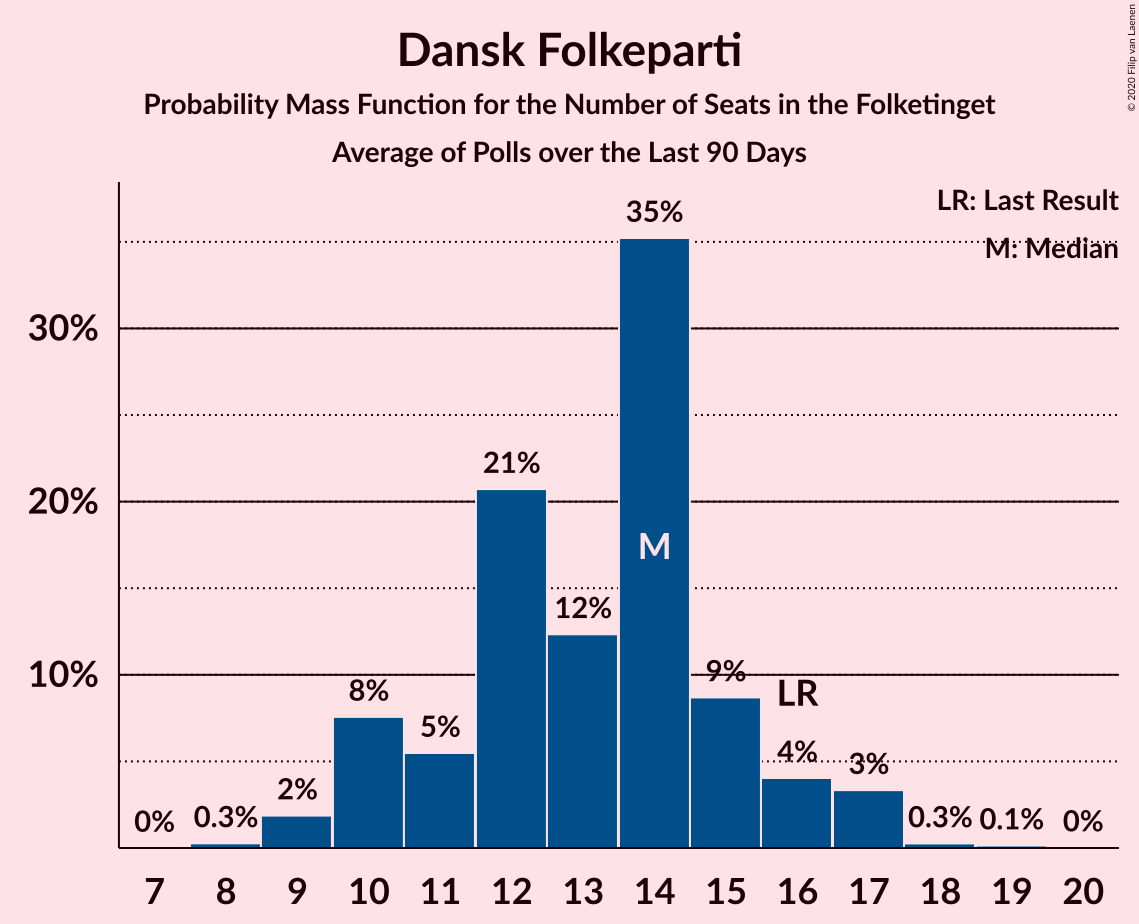 Dansk Folkeparti
Probability Mass Function for the Number of Seats in the Folketinget
Average of Polls over the Last 90 Days
© 2020 Filip van Laenen
LR: Last Result
M: Median
35%
30%
21%
20%
M
12%
10%
9%
8%
LR
5%
4%
3%
2%
0% 0.3% 0.3% 0.1% 0%
7 8 9 10 11 12 13 14 15 16 17 18 19 20